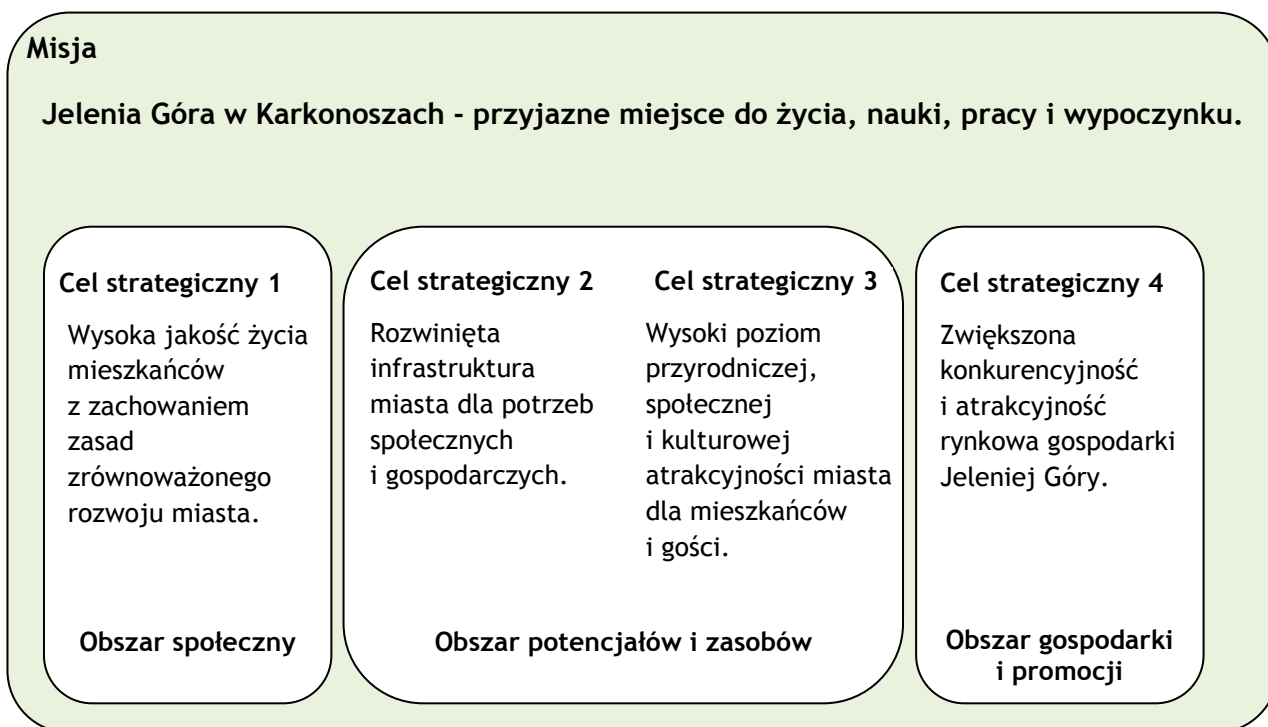 Misja
Jelenia Góra w Karkonoszach - przyjazne miejsce do życia, nauki, pracy i wypoczynku.
Cel strategiczny 1
Wysoka jakość życia
mieszkańców
z zachowaniem
zasad
zrównoważonego
rozwoju miasta.
Obszar społeczny
Cel strategiczny 2
Rozwinięta
infrastruktura
miasta dla potrzeb
społecznych
i gospodarczych.
Cel strategiczny 3
Wysoki poziom
przyrodniczej,
społecznej
i kulturowej
atrakcyjności miasta
dla mieszkańców
i gości.
Obszar potencjałów i zasobów
Cel strategiczny 4
Zwiększona
konkurencyjność
i atrakcyjność
rynkowa gospodarki
Jeleniej Góry.
Obszar gospodarki
i promocji